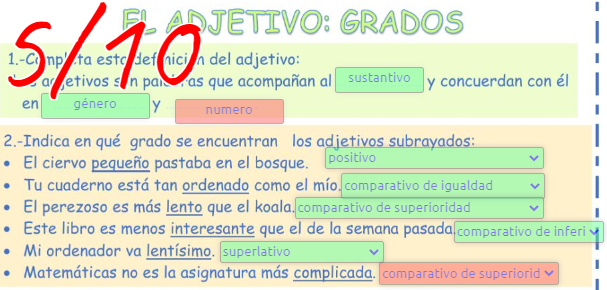 EL ADJETIVO: GRADOS
5/10
1.-Completa esta definición del adjetivo:
Los adjetivos son palabras que acompañan al sustantivo y concuerdan con él
en género y numero
2.-Indica en qué grado se encuentran los adjetivos subrayados:
• El ciervo pequeño pastaba en el bosque. positivo
• Tu cuaderno está tan ordenado como el mío. comparativo de igualdad
• El perezoso es más lento que el koala. comparativo de superioridad
• Este libro es menos interesante que el de la semana pasada. comparativo de inferi
• Mi ordenador va lentísimo. superlativo
• Matemáticas no es la asignatura más complicada. comparativo de superiorid